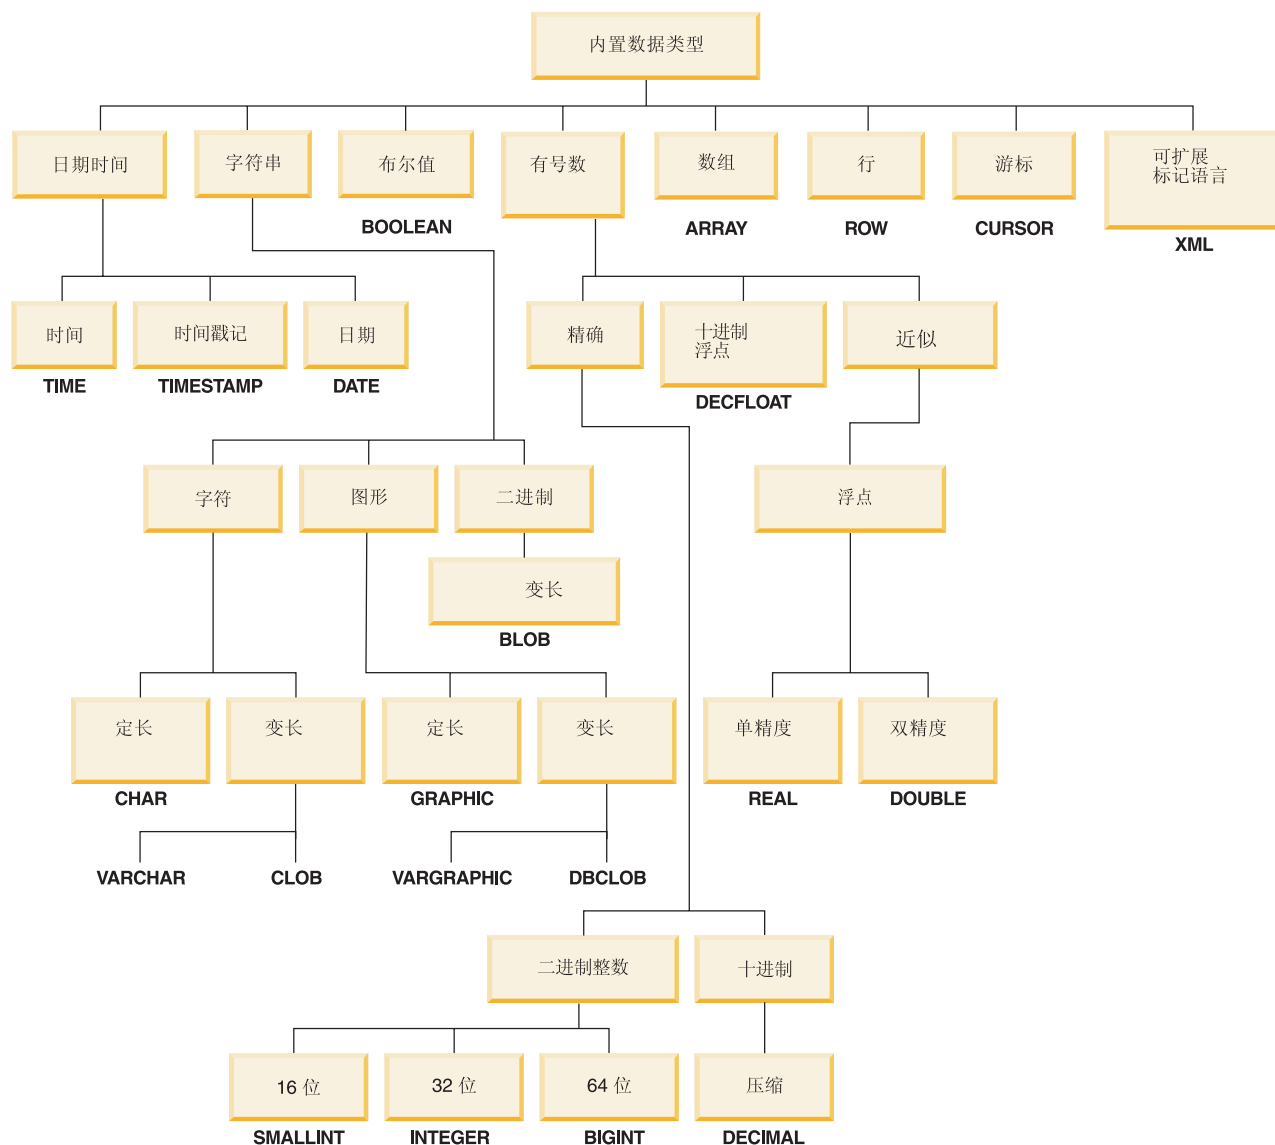 内置数据类型
日期时间
字符串
布尔值
有号数
数组
行
游标
可扩展
标记语言
BOOLEAN
ARRAY
ROW
CURSOR
XML
时间
时间戳记
日期
精确
十进制
浮点
近似
TIME
TIMESTAMP
DATE
DECFLOAT
字符
图形
二进制
浮点
变长
BLOB
定长
变长
定长
变长
单精度
双精度
CHAR
GRAPHIC
REAL
DOUBLE
VARCHAR
CLOB
VARGRAPHIC
DBCLOB
二进制整数
十进制
16 位
32 位
64 位
压缩
SMALLINT
INTEGER
BIGINT
DECIMAL